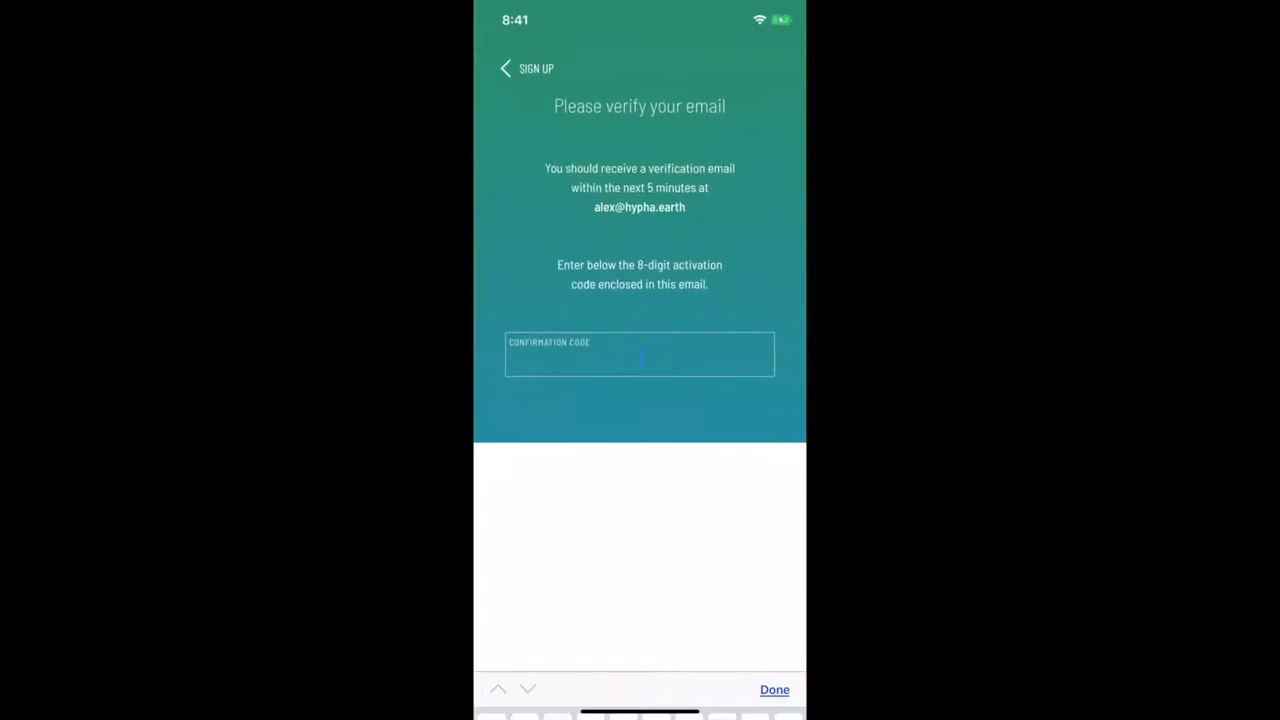 8:41
SIGN UP
Please verify your email
You should receive a verification email
within the next 5 minutes at
alex@hypha.earth
Enter below the 8-digit activation
code enclosed in this email.
CONFIRMATION CODE
Done